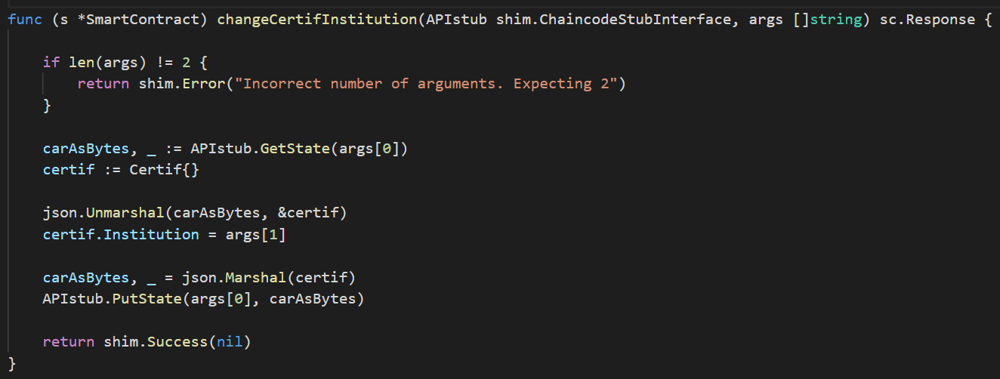 func (s *SmartContract) changeCertifInstitution(APIstub shim.ChaincodeStubInterface, args []string) sc.Response {
    if len(args) != 2 {
        return shim.Error("Incorrect number of arguments. Expecting 2")
    }
    carAsBytes, _ := APIstub.GetState(args[0])
    certif := Certif{}
    json.Unmarshal(carAsBytes, &certif)
    certif.Institution = args[1]
    carAsBytes, _ = json.Marshal(certif)
    APIstub.PutState(args[0], carAsBytes)
    return shim.Success(nil)
}